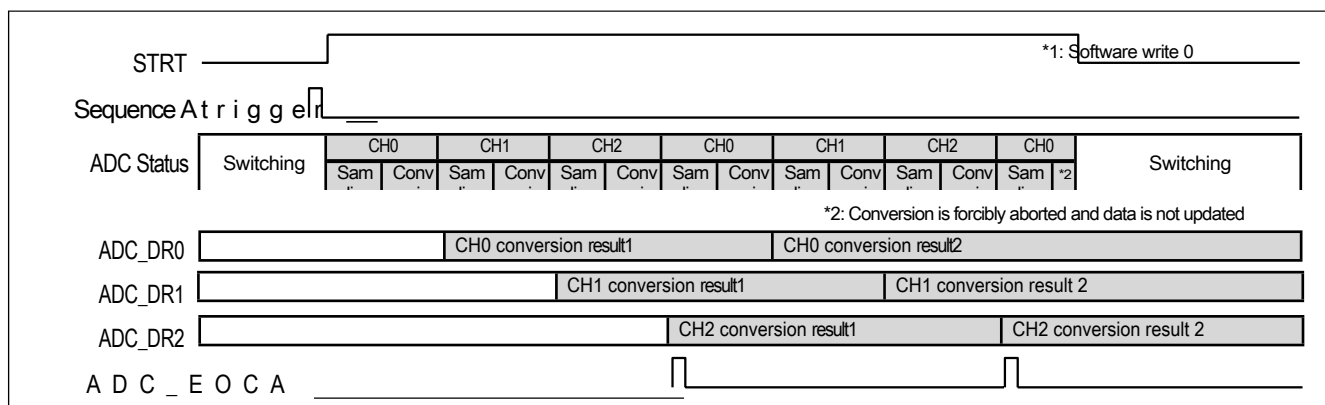 *1: Software write 0
STRT
Sequence A trigger
CH0 CH1 CH2 CH0 CH1 CH2 CH0
ADC Status Switching Switching
Sam Conv Sam Conv Sam Conv Sam Conv Sam Conv Sam Conv Sam *2
*2: Conversion is forcibly aborted and data is not updated
ADC_DR0 CH0 conversion result1 CH0 conversion result2
ADC_DR1 CH1 conversion result1 CH1 conversion result 2
ADC_DR2 CH2 conversion result1 CH2 conversion result 2
ADC_EOCA